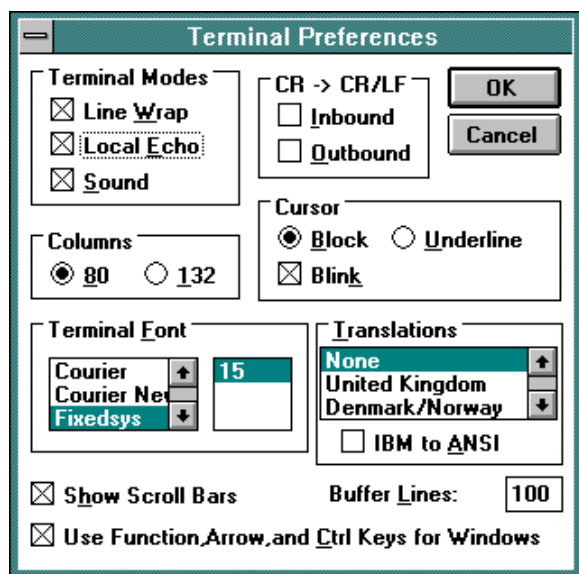 Terminal Preferences
Terminal Modes
Line Wrap
Local Echo
Sound
CR -> CR/LF
Inbound
Outbound
OK
Cancel
Columns
80 132
Cursor
Block Underline
Blink
Terminal Font
Courier
Courier New
Fixedsys
15
Translations
None
United Kingdom
Denmark/Norway
IBM to ANSI
Show Scroll Bars
Buffer Lines: 100
Use Function,Arrow,and Ctrl Keys for Windows